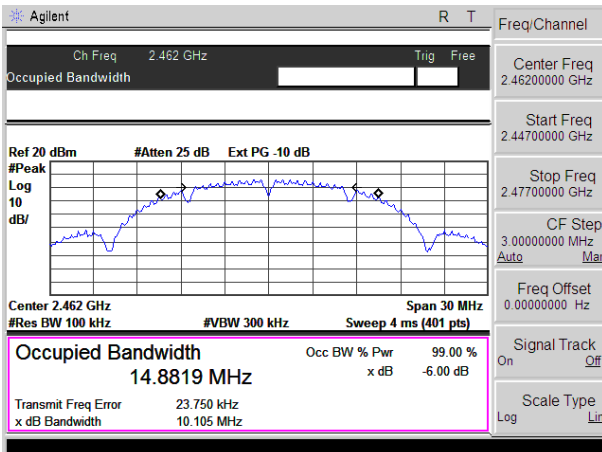 Agilent R T
Ch Freq 2.462 GHz Trig Free
Occupied Bandwidth
Ref 20 dBm #Atten 25 dB Ext PG -10 dB
#Peak
Log
10
dB/
Center 2.462 GHz Span 30 MHz
#Res BW 100 kHz #VBW 300 kHz Sweep 4 ms (401 pts)
Occupied Bandwidth Occ BW % Pwr 99.00 %
14.8819 MHz x dB -6.00 dB
Transmit Freq Error 23.750 kHz
x dB Bandwidth 10.105 MHz
Freq/Channel
Center Freq
2.46200000 GHz
Start Freq
2.44700000 GHz
Stop Freq
2.47700000 GHz
CF Step
3.00000000 MHz
Auto Man
Freq Offset
0.00000000 Hz
Signal Track
On Off
Scale Type
Log Lin